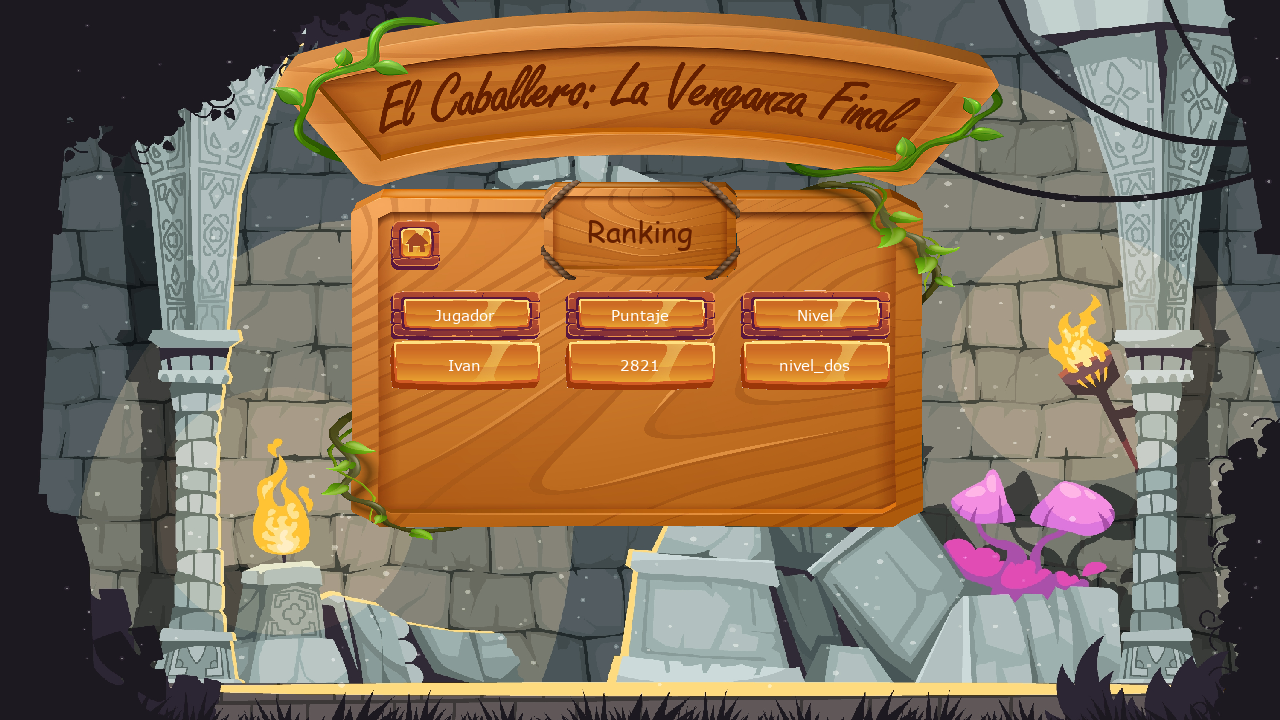 El Caballero: La Venganza Final
Ranking
Jugador Puntaje Nivel
Ivan 2821 nivel_dos